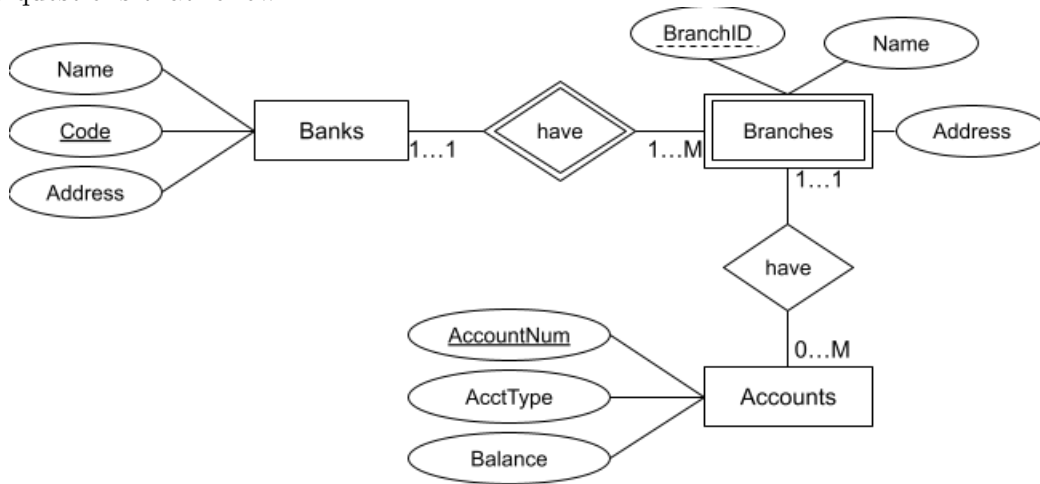 BranchID
Name
Name
Code
Banks
1...1
have
1...M
Branches
Address
Address
1...1
have
AccountNum
0...M
AcctType
Accounts
Balance